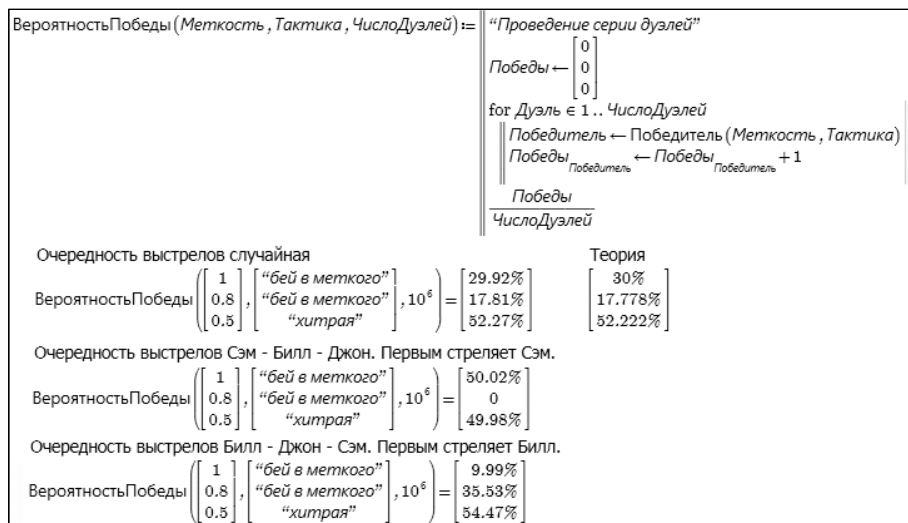 ВероятностьПобеды(Меткость, Тактика, ЧислоДуэлей):=
"Проведение серии дуэлей"
Победы ← [0 0 0]
for Дуэль ∈ 1 .. ЧислоДуэлей
Победитель ← Победитель(Меткость, Тактика)
Победы_Победитель ← Победы_Победитель + 1
Победы
ЧислоДуэлей
Очередность выстрелов случайная Теория
1 "бей в меткого" 29.92% 30%
ВероятностьПобеды([0.8], ["бей в меткого"], 10^6) = [17.81%] [17.778%]
0.5 "хитрая" 52.27% 52.222%
Очередность выстрелов Сэм - Билл - Джон. Первым стреляет Сэм.
1 "бей в меткого" 50.02%
ВероятностьПобеды([0.8], ["бей в меткого"], 10^6) = [0]
0.5 "хитрая" 49.98%
Очередность выстрелов Билл - Джон - Сэм. Первым стреляет Билл.
1 "бей в меткого" 9.99%
ВероятностьПобеды([0.8], ["бей в меткого"], 10^6) = [35.53%]
0.5 "хитрая" 54.47%